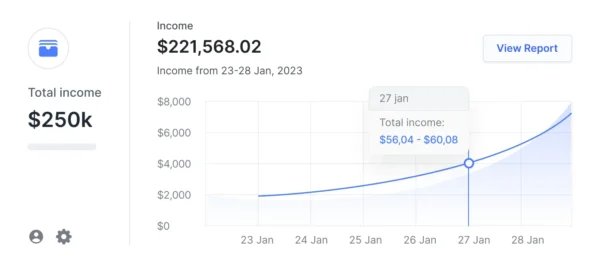 Total income
$250k
Income
$221,568.02
Income from 23-28 Jan, 2023
View Report
$8,000
$6,000
$4,000
$2,000
$0
27 jan
Total income:
$56,04 - $60,08
23 Jan
24 Jan
25 Jan
26 Jan
27 Jan
28 Jan